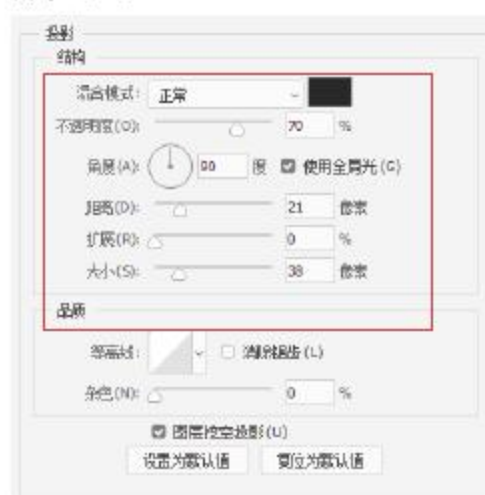 投影
结构
混合模式: 正常
不透明度(O): 70 %
角度(A): 90 度 使用全局光(G)
距离(D): 21 像素
扩展(R): 0 %
大小(S): 38 像素
品质
等高线: 消除锯齿(L)
杂色(N): 0 %
图层挖空投影(U)
设置为默认值 复位为默认值